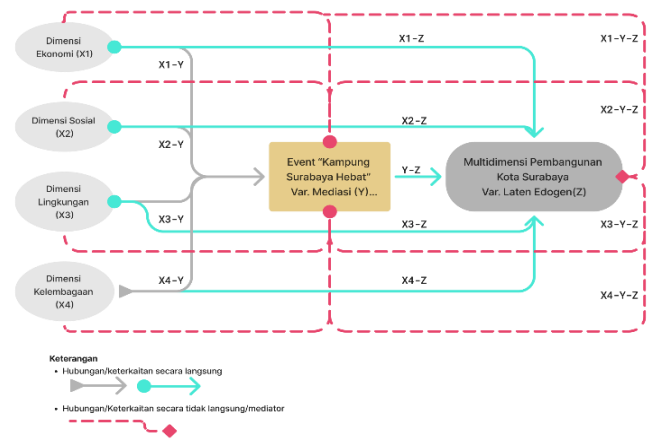 Dimensi
Ekonomi (X1)
X1-Z
X1-Y-Z
X1-Y
X2-Y-Z
Dimensi Sosial
(X2)
X2-Z
X2-Y
Event “Kampung
Surabaya Hebat”
Var. Mediasi (Y)...
Y-Z
Multidimensi Pembangunan
Kota Surabaya
Var. Laten Edogen(Z)
Dimensi
Lingkungan
(X3)
X3-Y
X3-Z
X3-Y-Z
Dimensi
Kelembagaan
(X4)
X4-Y
X4-Z
X4-Y-Z
Keterangan
• Hubungan/keterkaitan secara langsung
• Hubungan/Keterkaitan secara tidak langsung/mediator